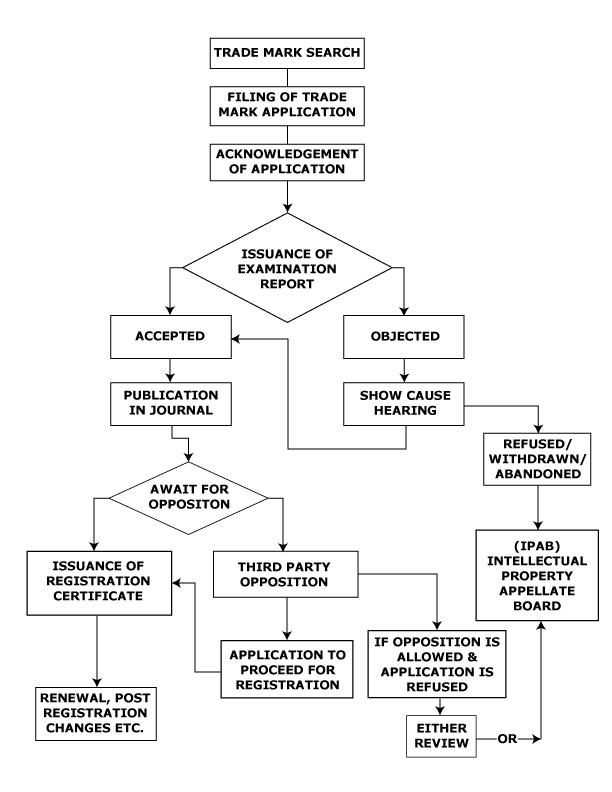 TRADE MARK SEARCH
FILING OF TRADE
MARK APPLICATION
ACKNOWLEDGEMENT
OF APPLICATION
ISSUANCE OF
EXAMINATION
REPORT
ACCEPTED
OBJECTED
PUBLICATION
IN JOURNAL
SHOW CAUSE
HEARING
REFUSED/
WITHDRAWN/
ABANDONED
AWAIT FOR
OPPOSITON
ISSUANCE OF
REGISTRATION
CERTIFICATE
THIRD PARTY
OPPOSITION
(IPAB)
INTELLECTUAL
PROPERTY
APPELLATE
BOARD
APPLICATION TO
PROCEED FOR
REGISTRATION
IF OPPOSITION IS
ALLOWED &
APPLICATION IS
REFUSED
RENEWAL, POST
REGISTRATION
CHANGES ETC.
EITHER
REVIEW
OR